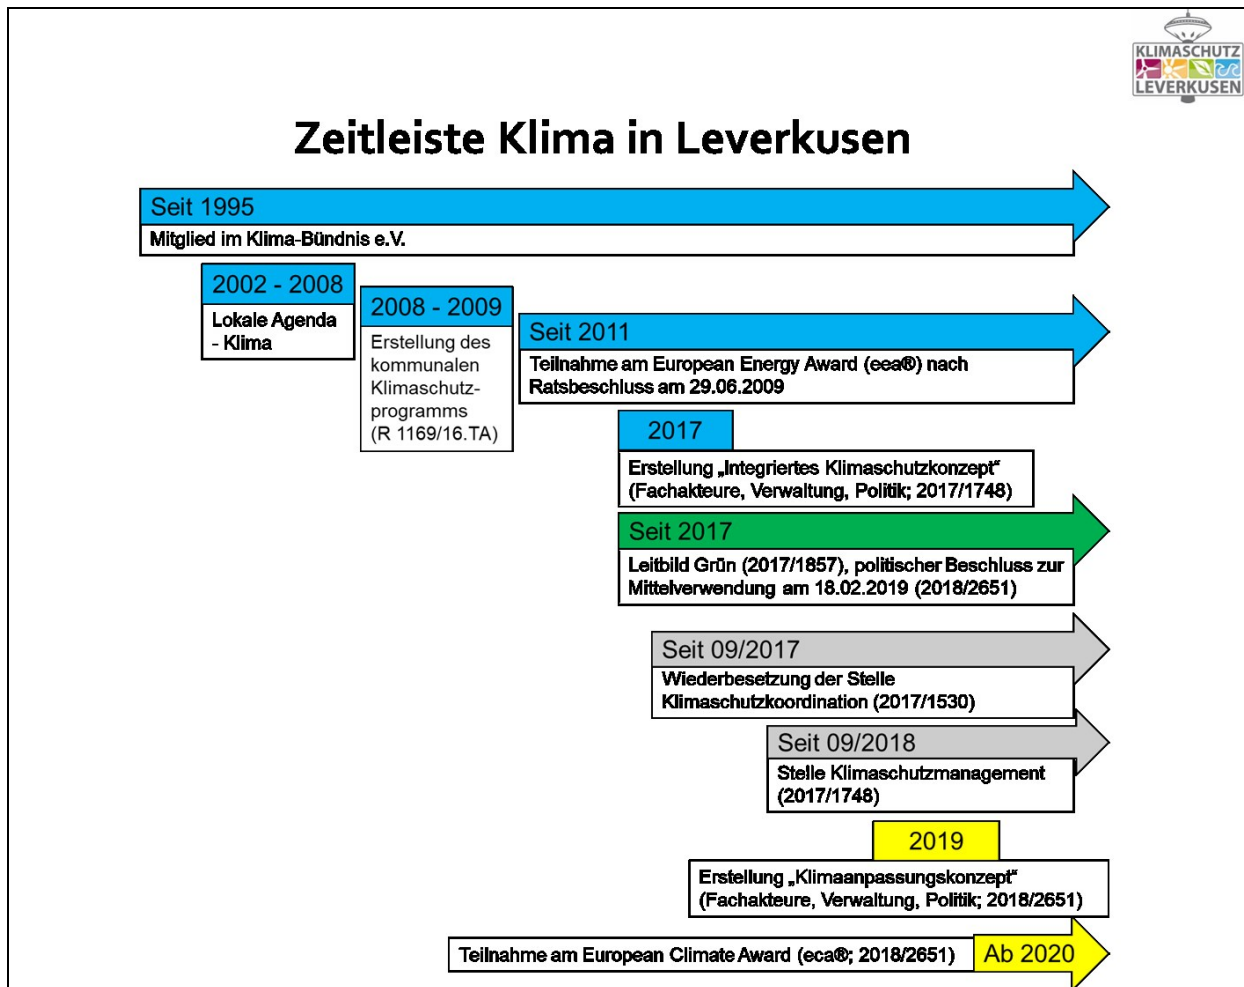 KLIMASCHUTZ
LEVERKUSEN
Zeitleiste Klima in Leverkusen
Seit 1995
Mitglied im Klima-Bündnis e.V.
2002 - 2008
Lokale Agenda
- Klima
2008 - 2009
Erstellung des
kommunalen
Klimaschutz-
programms
(R 1169/16.TA)
Seit 2011
Teilnahme am European Energy Award (eea®) nach
Ratsbeschluss am 29.06.2009
2017
Erstellung „Integriertes Klimaschutzkonzept“
(Fachakteure, Verwaltung, Politik; 2017/1748)
Seit 2017
Leitbild Grün (2017/1857), politischer Beschluss zur
Mittelverwendung am 18.02.2019 (2018/2651)
Seit 09/2017
Wiederbesetzung der Stelle
Klimaschutzkoordination (2017/1530)
Seit 09/2018
Stelle Klimaschutzmanagement
(2017/1748)
2019
Erstellung „Klimaanpassungskonzept“
(Fachakteure, Verwaltung, Politik; 2018/2651)
Teilnahme am European Climate Award (eca®; 2018/2651) Ab 2020